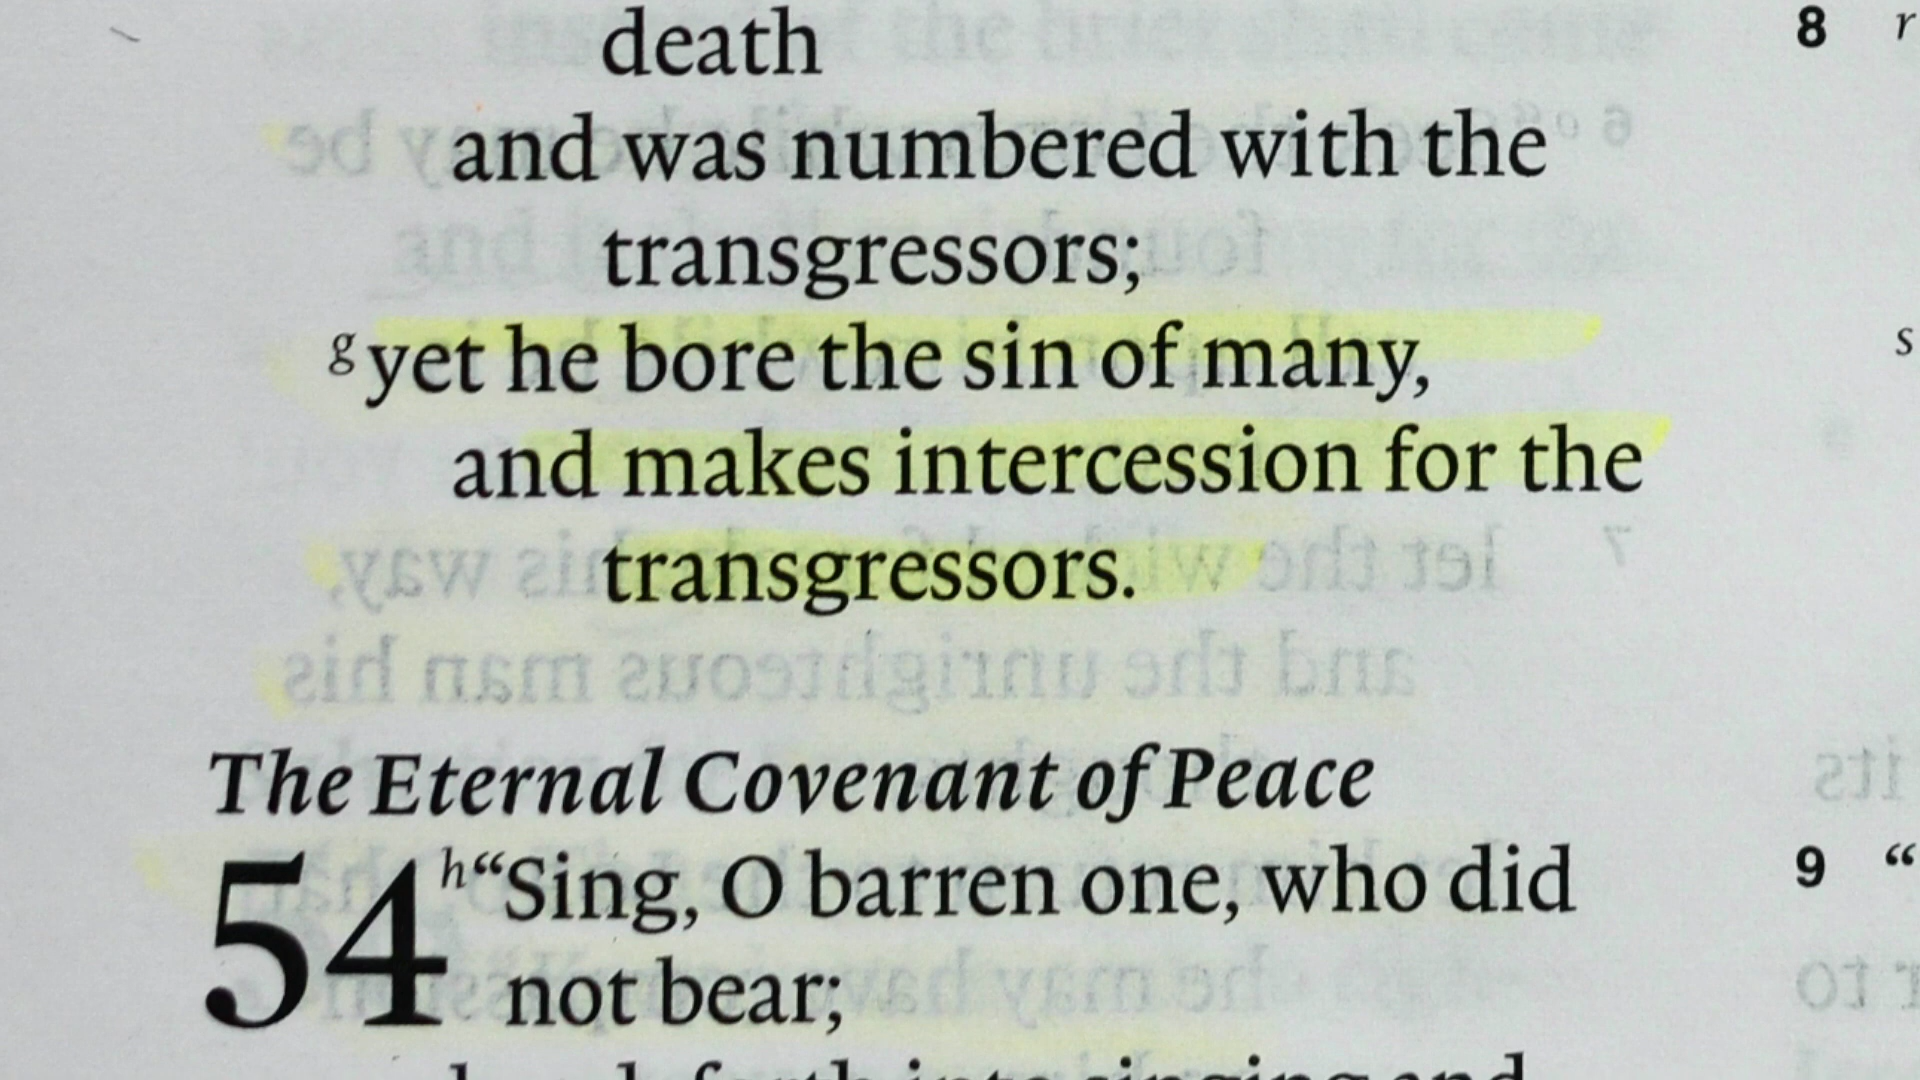 death
and was numbered with the
transgressors;
g yet he bore the sin of many,
and makes intercession for the
transgressors.
The Eternal Covenant of Peace
54 h“Sing, O barren one, who did
not bear;
8 r
s
9 “